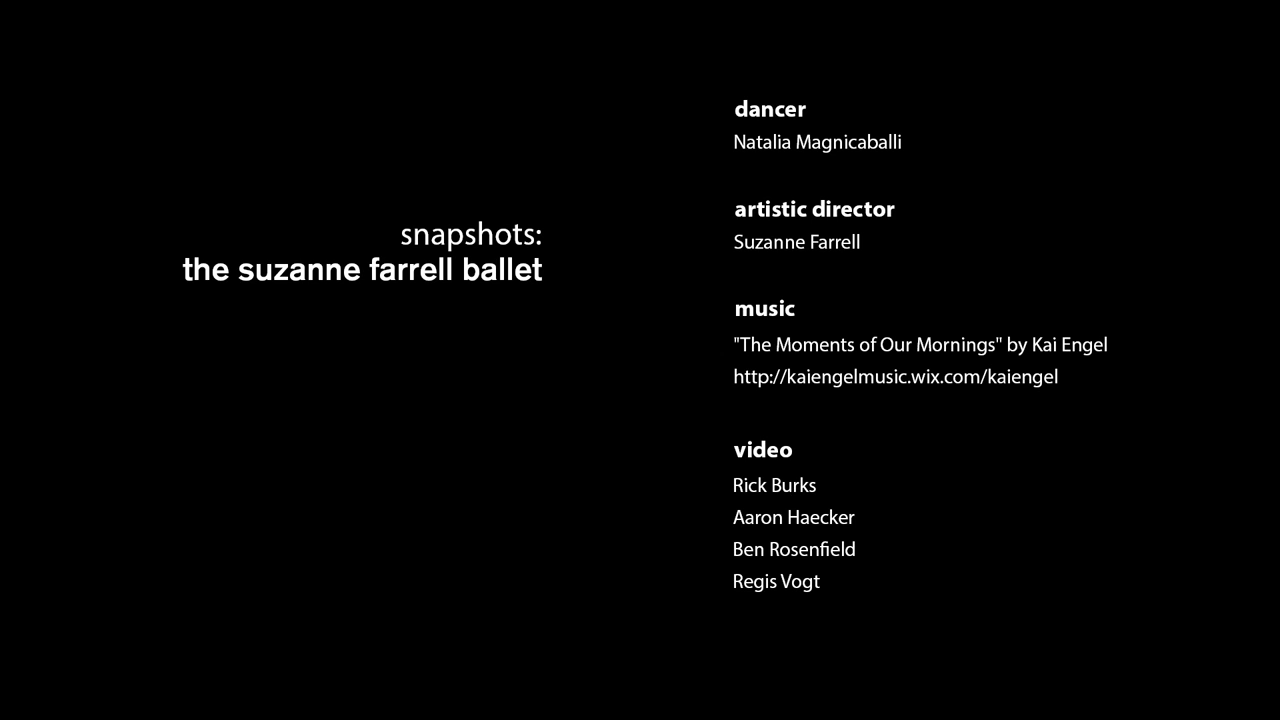 snapshots:
the suzanne farrell ballet
dancer
Natalia Magnicaballi
artistic director
Suzanne Farrell
music
"The Moments of Our Mornings" by Kai Engel
http://kaiengelmusic.wix.com/kaiengel
video
Rick Burks
Aaron Haecker
Ben Rosenfield
Regis Vogt